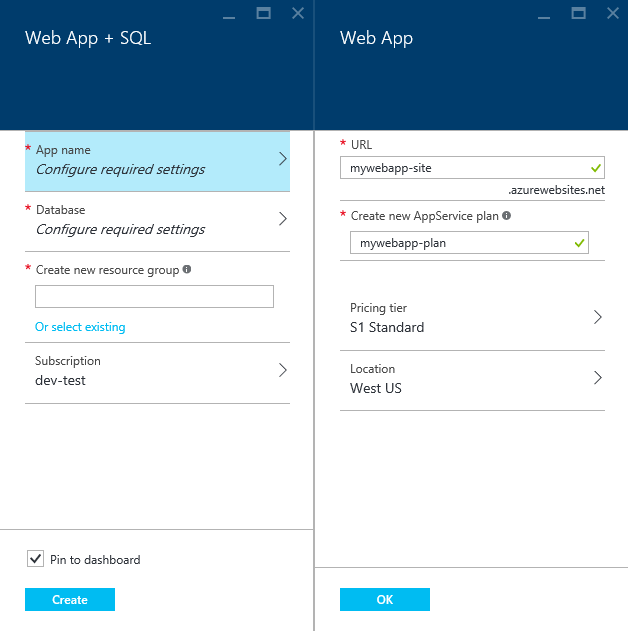 Web App + SQL
* App name
Configure required settings
* Database
Configure required settings
* Create new resource group
Or select existing
Subscription
dev-test
Pin to dashboard
Create
Web App
* URL
mywebapp-site
.azurewebsites.net
* Create new AppService plan
mywebapp-plan
Pricing tier
S1 Standard
Location
West US
OK